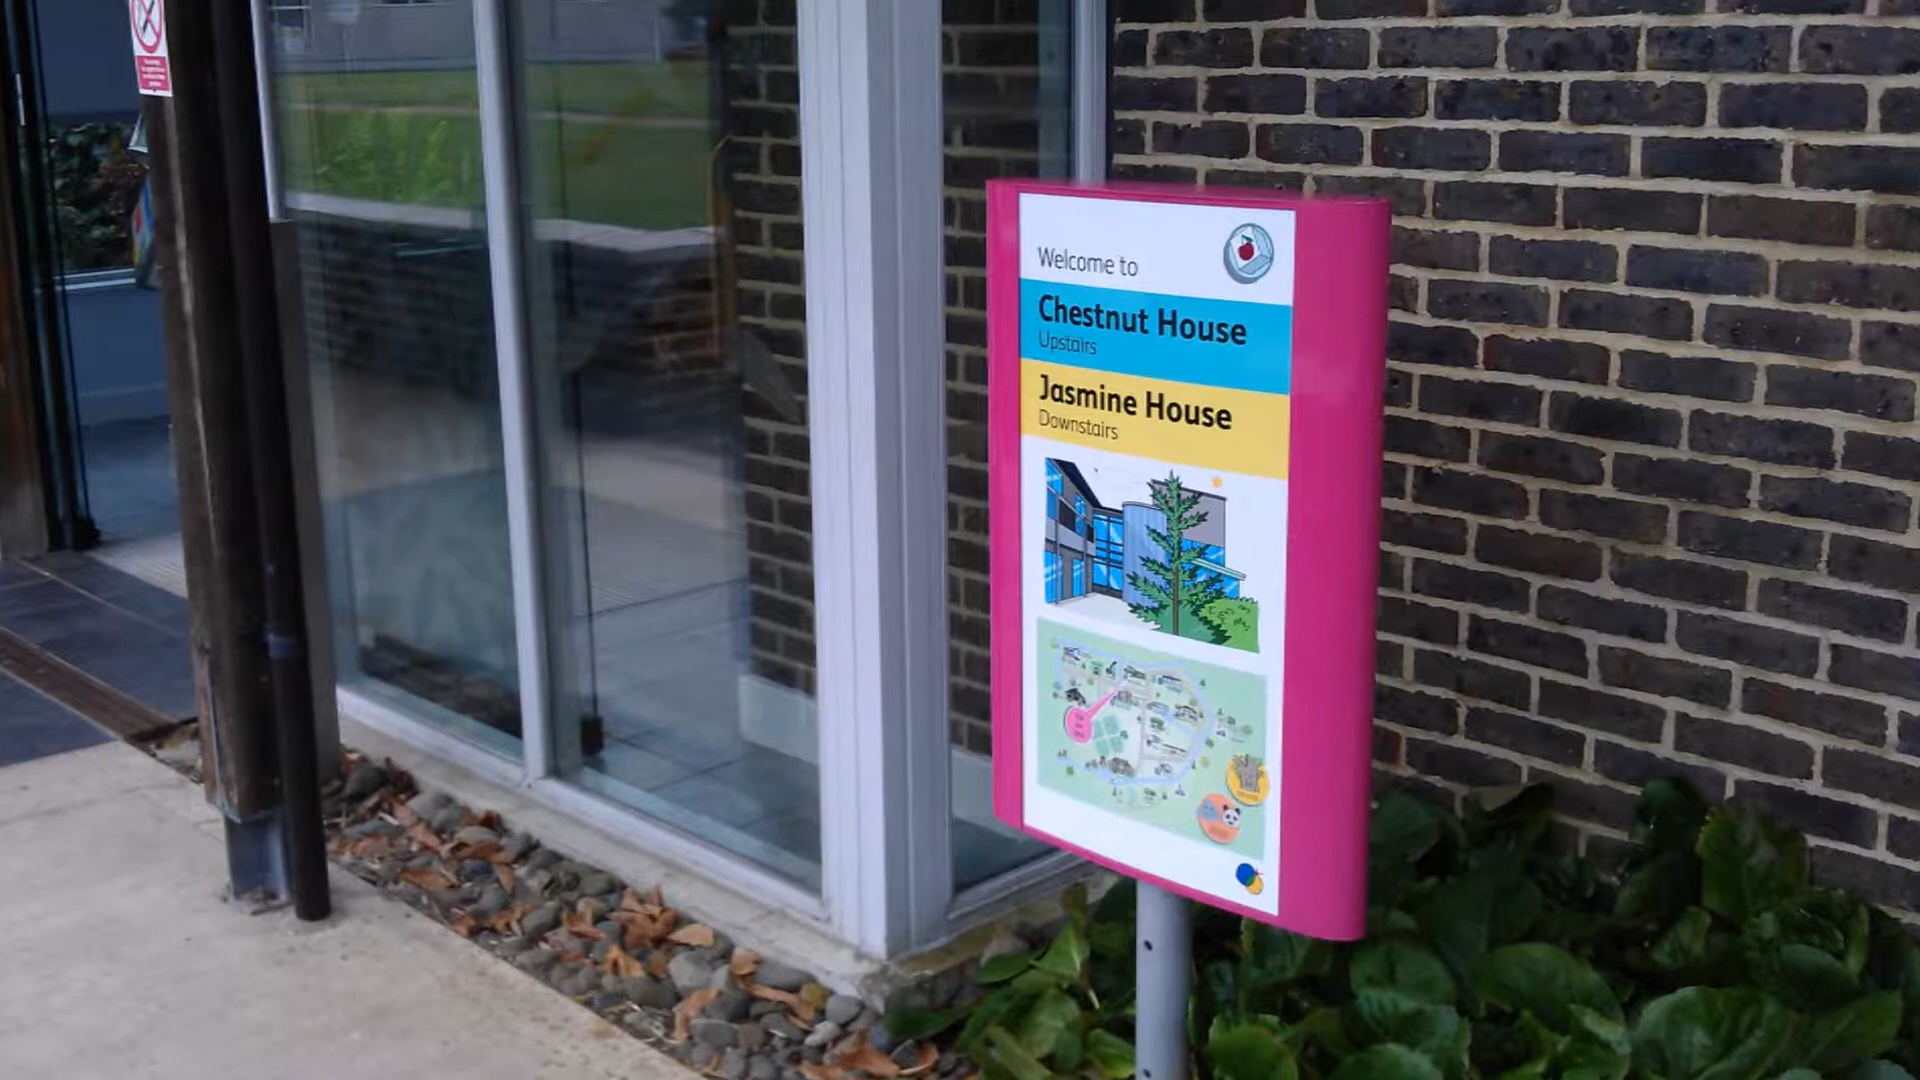 Welcome to
Chestnut House
Upstairs
Jasmine House
Downstairs